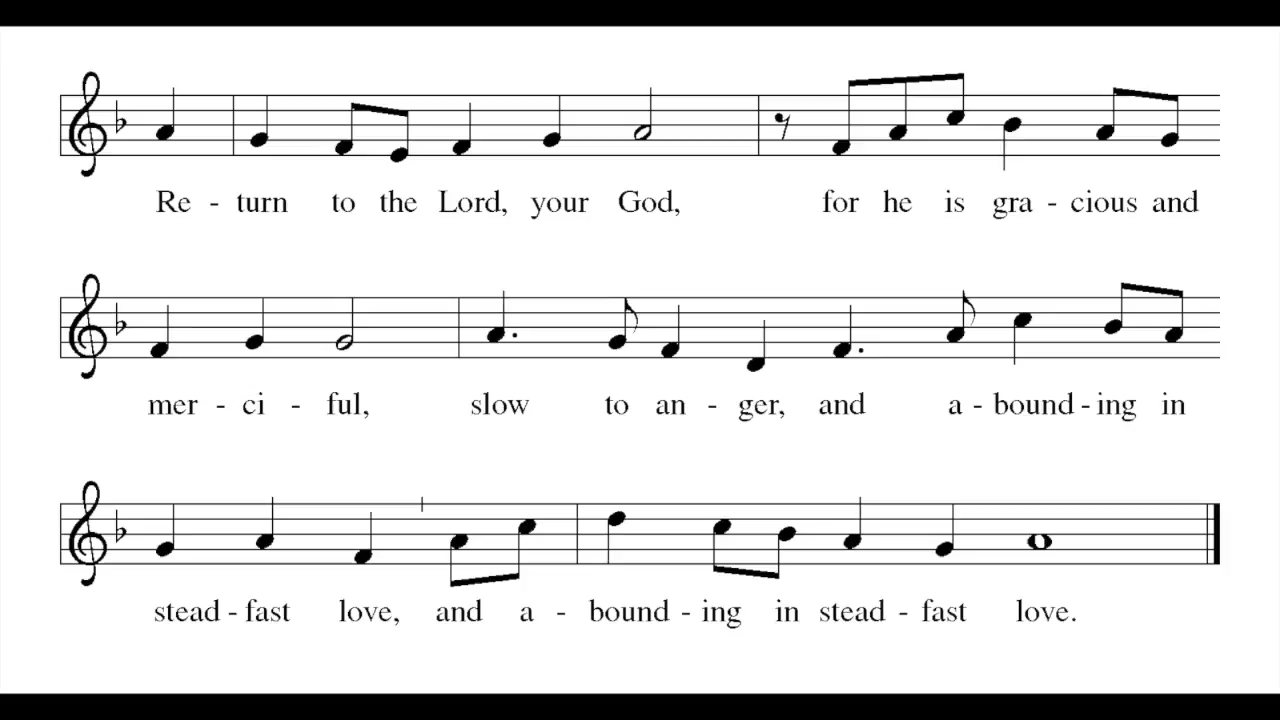 Re - turn to the Lord, your God, for he is gra - cious and
mer - ci - ful, slow to an - ger, and a - bound - ing in
stead - fast love, and a - bound - ing in stead - fast love.